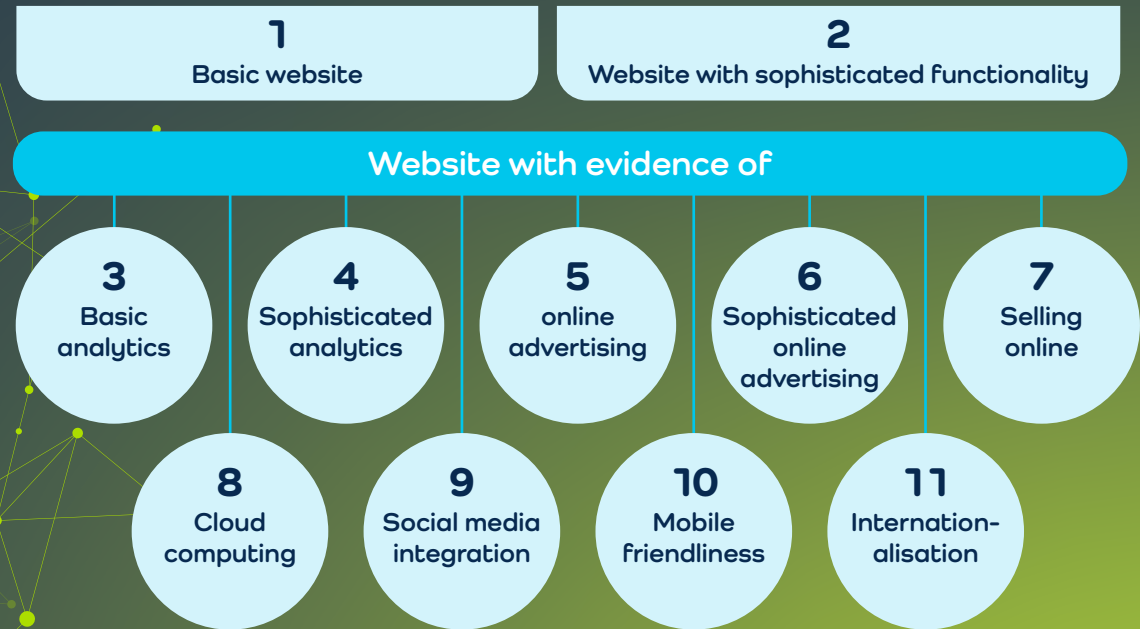 1
Basic website
2
Website with sophisticated functionality
Website with evidence of
3
Basic
analytics
4
Sophisticated
analytics
5
online
advertising
6
Sophisticated
online
advertising
7
Selling
online
8
Cloud
computing
9
Social media
integration
10
Mobile
friendliness
11
Internation-
alisation